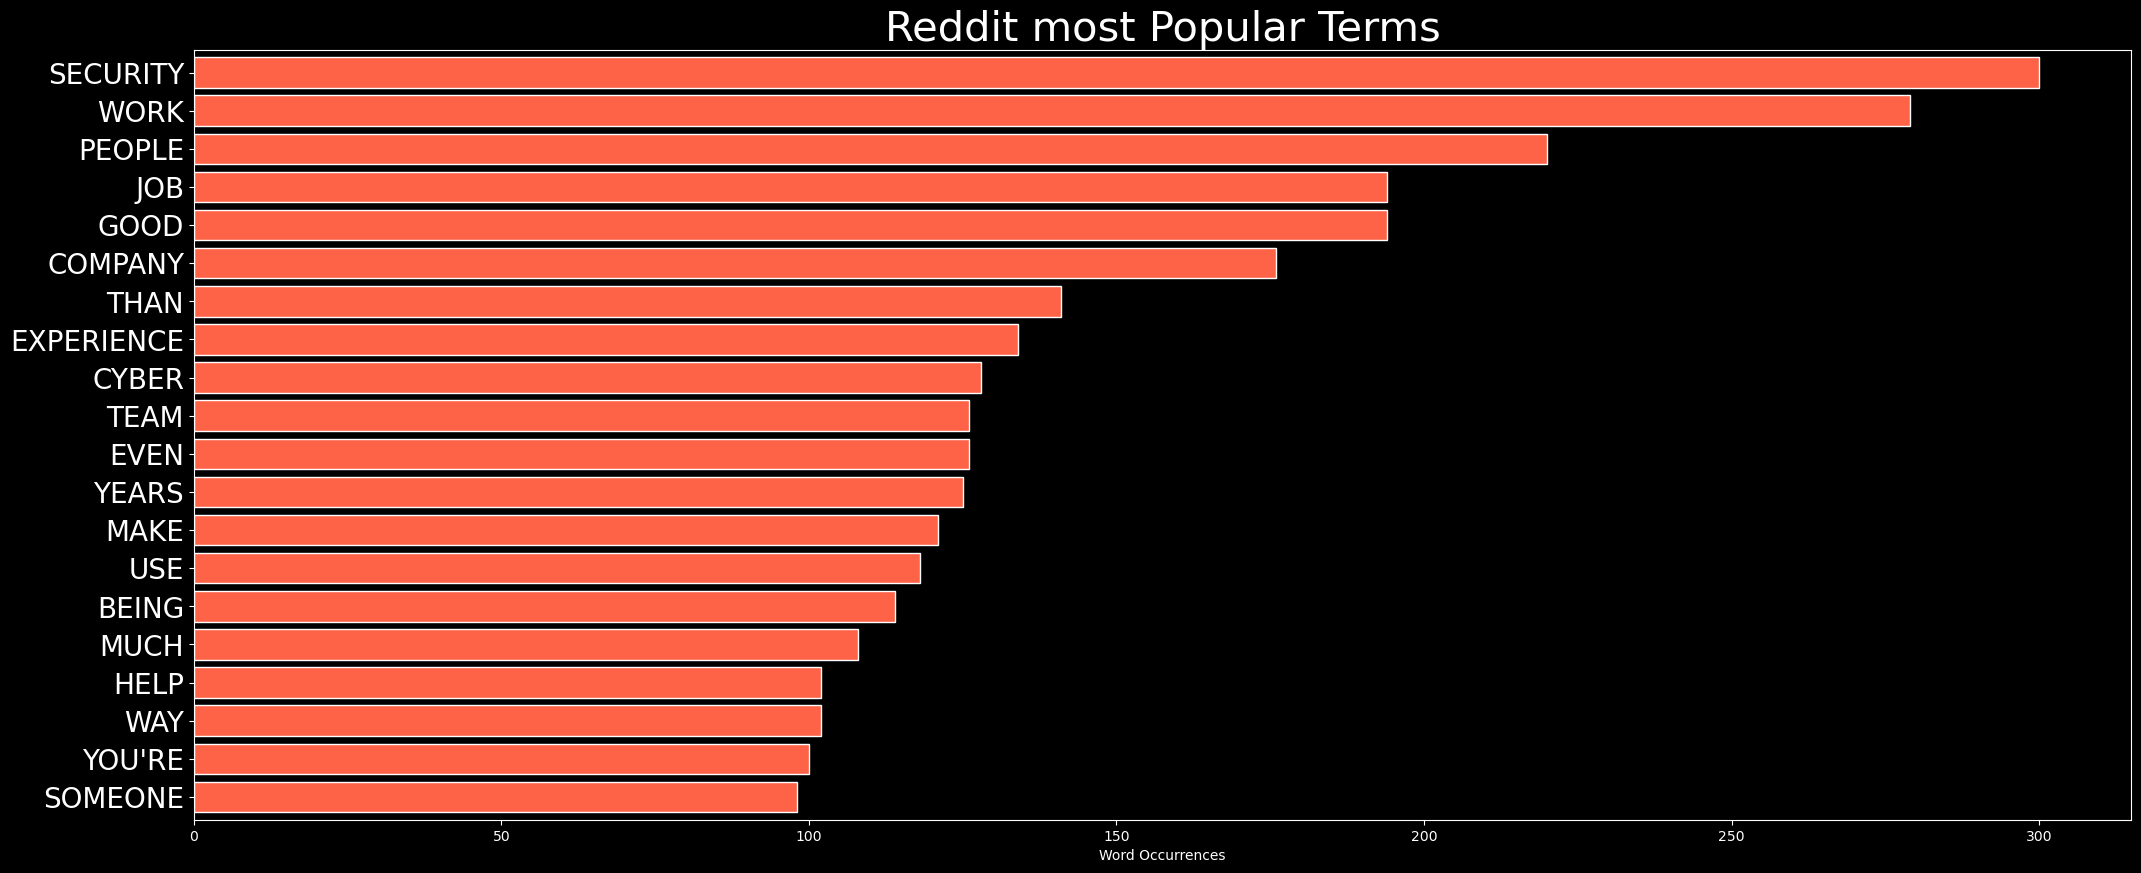 Reddit most Popular Terms
SECURITY
WORK
PEOPLE
JOB
GOOD
COMPANY
THAN
EXPERIENCE
CYBER
TEAM
EVEN
YEARS
MAKE
USE
BEING
MUCH
HELP
WAY
YOU'RE
SOMEONE
0 50 100 150 200 250 300
Word Occurrences